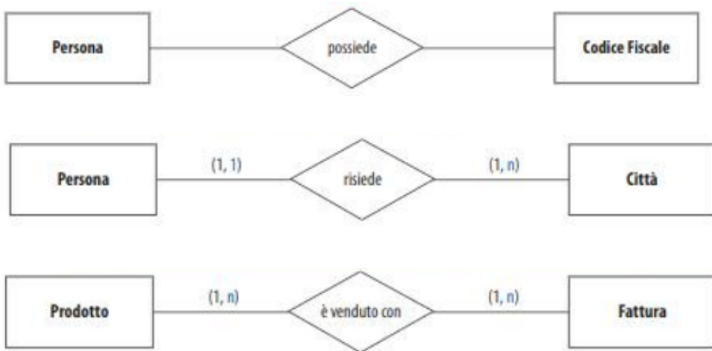 Persona possiede Codice Fiscale
(1, 1) (1, n)
Persona risiede Città
(1, n) (1, n)
Prodotto è venduto con Fattura